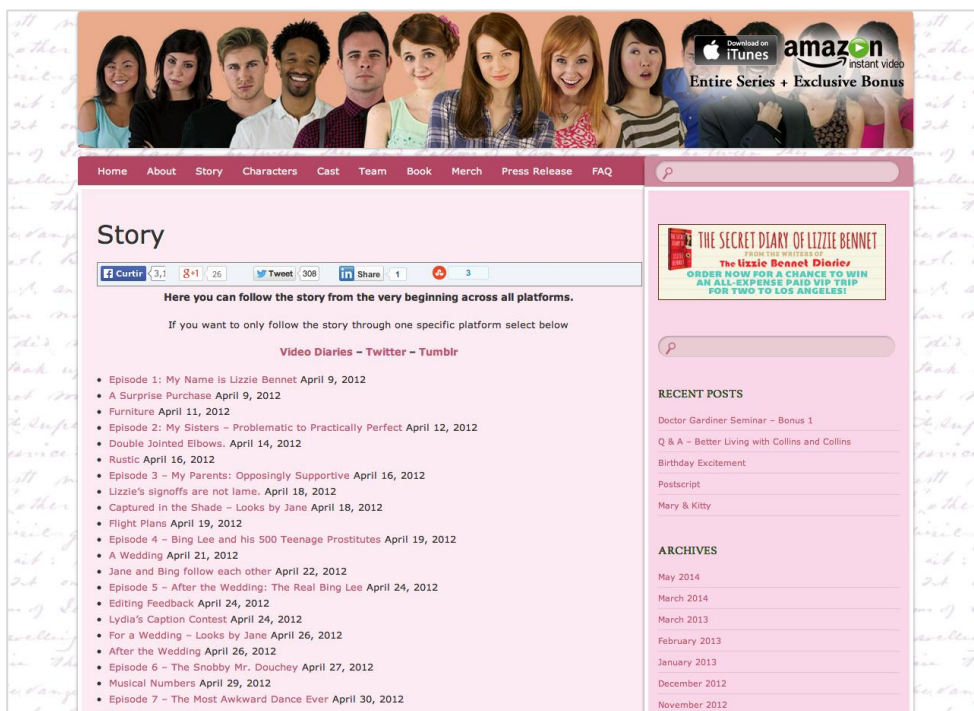 Download on
iTunes
amazon
instant video
Entire Series + Exclusive Bonus
Home About Story Characters Cast Team Book Merch Press Release FAQ
Story
Curtir 3,1 g+1 26 Tweet 308 in Share 1 3
Here you can follow the story from the very beginning across all platforms.
If you want to only follow the story through one specific platform select below
Video Diaries – Twitter – Tumblr
• Episode 1: My Name is Lizzie Bennet April 9, 2012
• A Surprise Purchase April 9, 2012
• Furniture April 11, 2012
• Episode 2: My Sisters – Problematic to Practically Perfect April 12, 2012
• Double Jointed Elbows. April 14, 2012
• Rustic April 16, 2012
• Episode 3 – My Parents: Opposingly Supportive April 16, 2012
• Lizzie's signoffs are not lame. April 18, 2012
• Captured in the Shade – Looks by Jane April 18, 2012
• Flight Plans April 19, 2012
• Episode 4 – Bing Lee and his 500 Teenage Prostitutes April 19, 2012
• A Wedding April 21, 2012
• Jane and Bing follow each other April 22, 2012
• Episode 5 – After the Wedding: The Real Bing Lee April 24, 2012
• Editing Feedback April 24, 2012
• Lydia's Caption Contest April 24, 2012
• For a Wedding – Looks by Jane April 26, 2012
• After the Wedding April 26, 2012
• Episode 6 – The Snobby Mr. Douchey April 27, 2012
• Musical Numbers April 29, 2012
• Episode 7 – The Most Awkward Dance Ever April 30, 2012
THE SECRET DIARY OF LIZZIE BENNET
FROM THE WRITERS OF
The Lizzie Bennet Diaries
ORDER NOW FOR A CHANCE TO WIN
AN ALL-EXPENSE PAID VIP TRIP
FOR TWO TO LOS ANGELES!
RECENT POSTS
Doctor Gardiner Seminar – Bonus 1
Q & A – Better Living with Collins and Collins
Birthday Excitement
Postscript
Mary & Kitty
ARCHIVES
May 2014
March 2014
March 2013
February 2013
January 2013
December 2012
November 2012